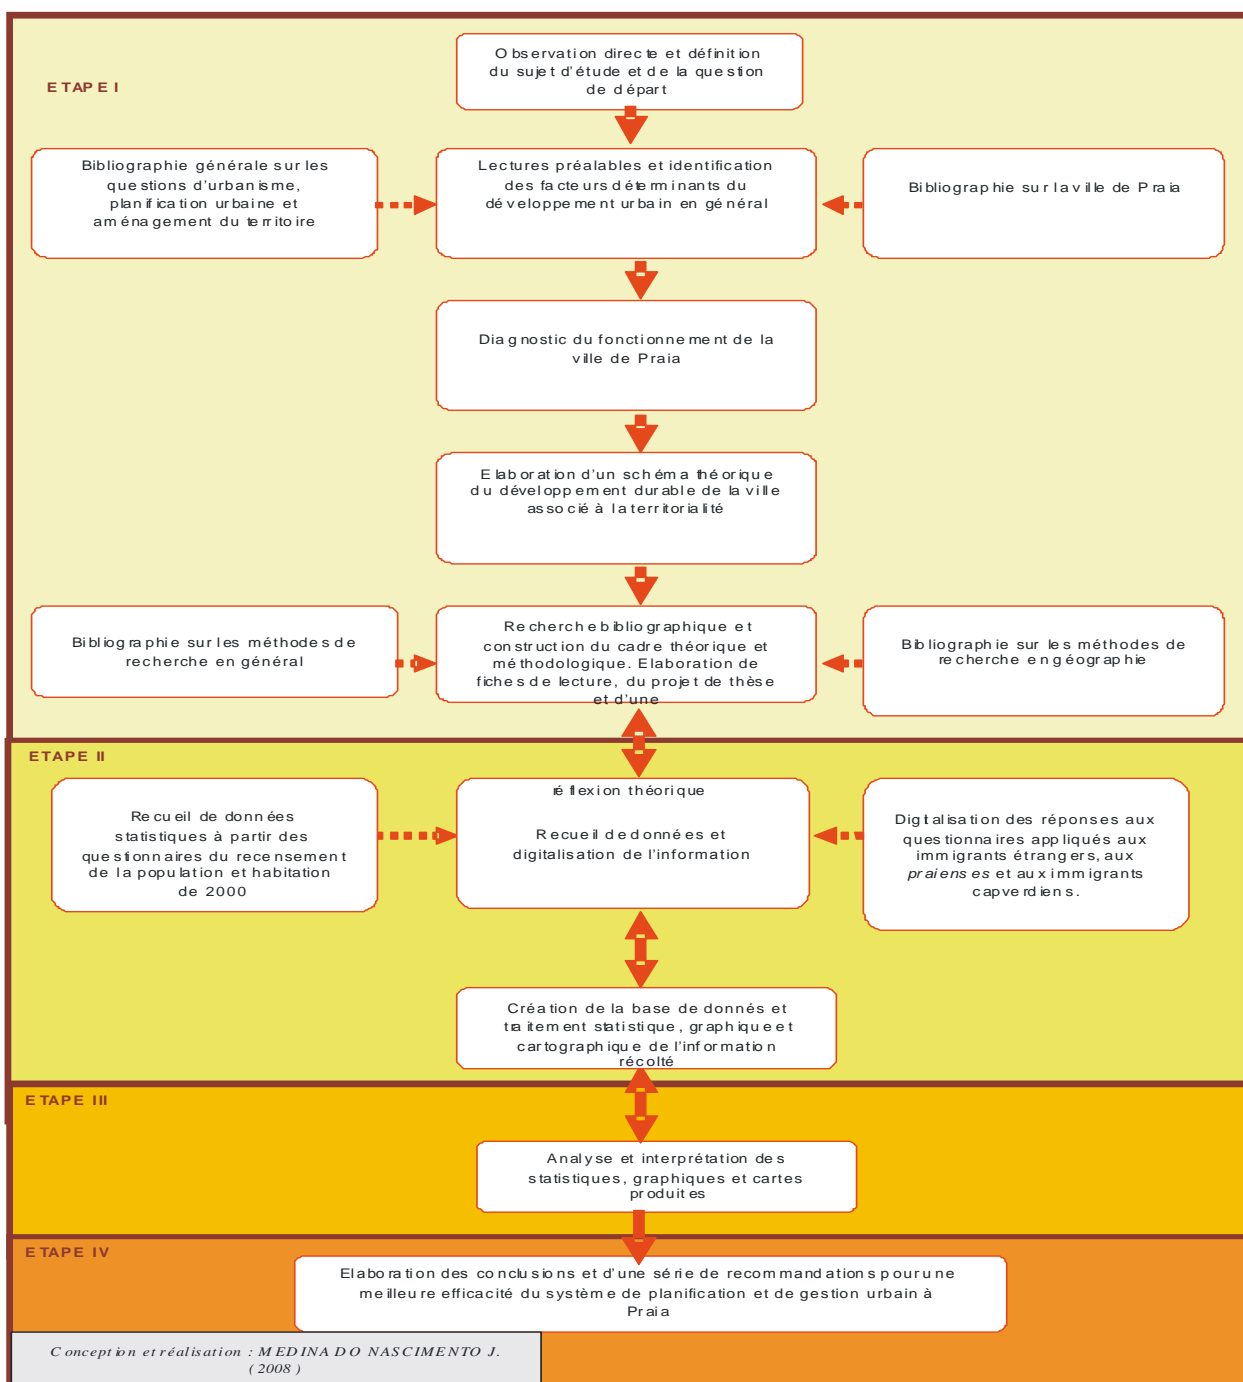 Observation directe et définition
du sujet d'étude et de la question
de départ
ETAPE I
Bibliographie générale sur les
questions d'urbanisme,
planification urbaine et
aménagement du territoire
Lectures préalables et identification
des facteurs déterminants du
développement urbain en général
Bibliographie sur la ville de Praia
Diagnostic du fonctionnement de la
ville de Praia
Elaboration d'un schéma théorique
du développement durable de la ville
associé à la territorialité
Bibliographie sur les méthodes de
recherche en général
Recherche bibliographique et
construction du cadre théorique et
méthodologique. Elaboration de
fiches de lecture, du projet de thèse
et d'une
Bibliographie sur les méthodes de
recherche en géographie
ETAPE II
Recueil de données
statistiques à partir des
questionnaires du recensement
de la population et habitation
de 2000
réflexion théorique
Recueil de données et
digitalisation de l'information
Digitalisation des réponses aux
questionnaires appliqués aux
immigrants étrangers, aux
praienses et aux immigrants
capverdiens.
Création de la base de donnés et
traitement statistique, graphique et
cartographique de l'information
récolté
ETAPE III
Analyse et interprétation des
statistiques, graphiques et cartes
produites
ETAPE IV
Elaboration des conclusions et d'une série de recommandations pour une
meilleure efficacité du système de planification et de gestion urbain à
Praia
Conception et réalisation : MEDINA DO NASCIMENTO J.
(2008)